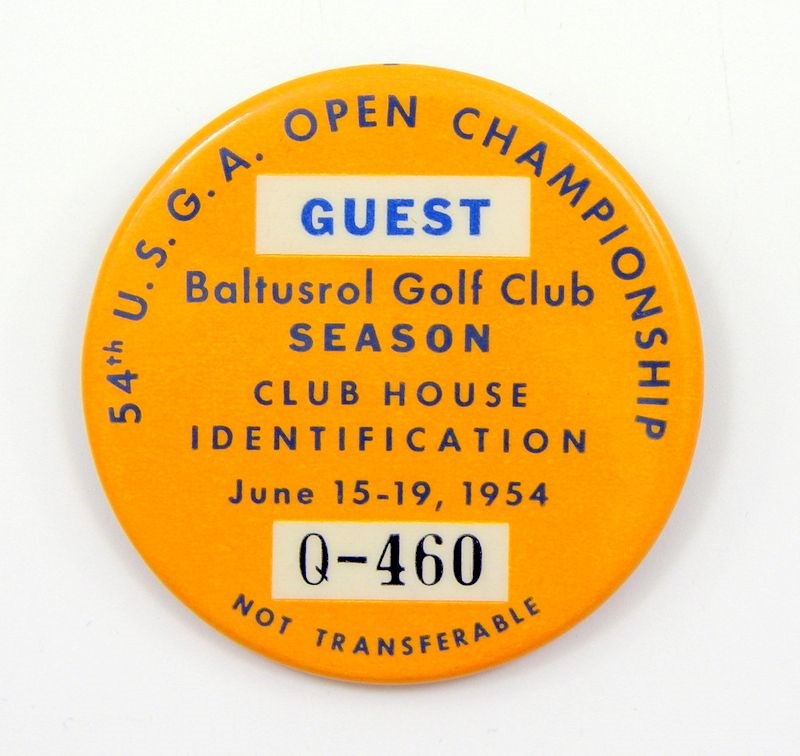 54th U.S.G.A. OPEN CHAMPIONSHIP
GUEST
Baltusrol Golf Club
SEASON
CLUB HOUSE
IDENTIFICATION
June 15-19, 1954
Q-460
NOT TRANSFERABLE